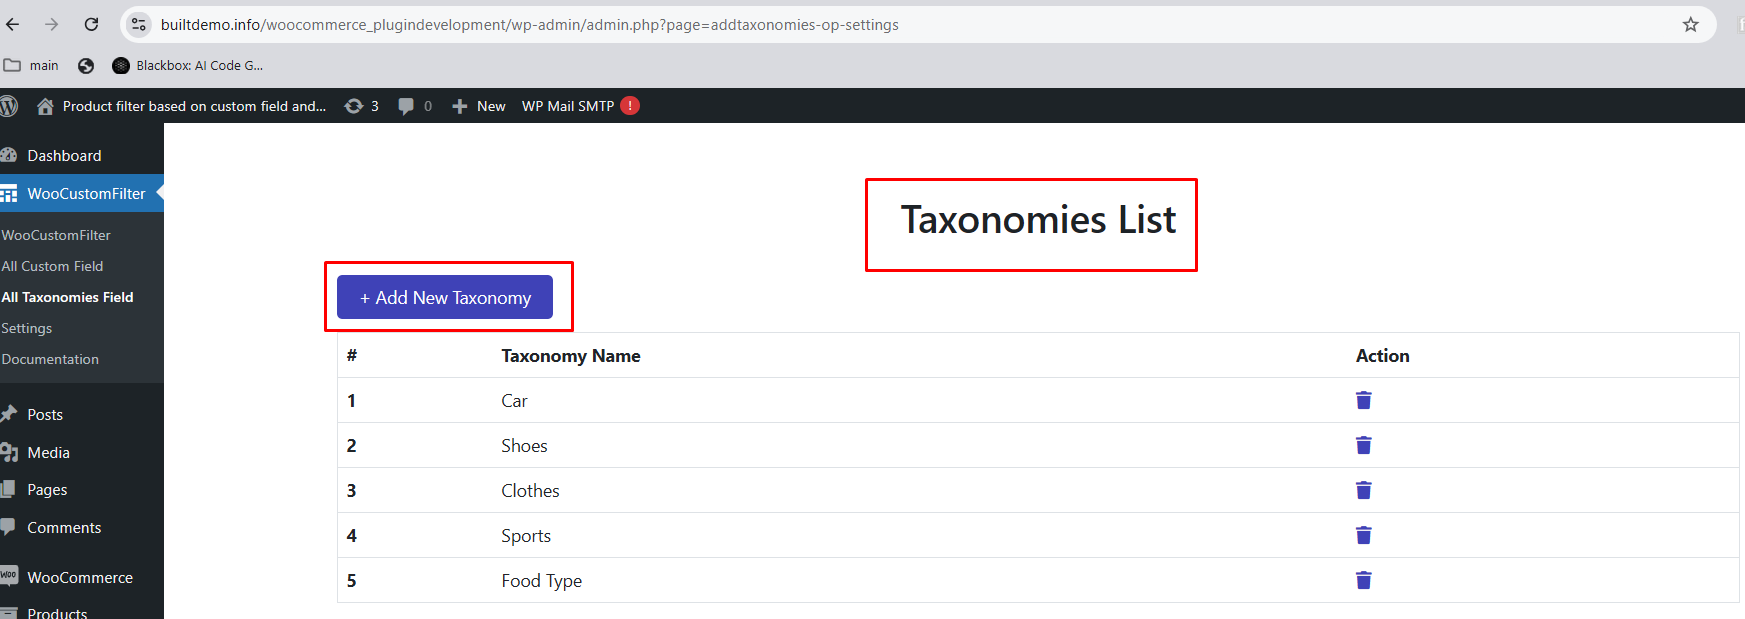 builtdemo.info/woocommerce_plugindevelopment/wp-admin/admin.php?page=addtaxonomies-op-settings
main
Blackbox: AI Code G...
Product filter based on custom field and... 3 0 + New WP Mail SMTP !
Dashboard
WooCustomFilter
WooCustomFilter
All Custom Field
All Taxonomies Field
Settings
Documentation
Posts
Media
Pages
Comments
WooCommerce
Products
Taxonomies List
+ Add New Taxonomy
# Taxonomy Name Action
1 Car
2 Shoes
3 Clothes
4 Sports
5 Food Type